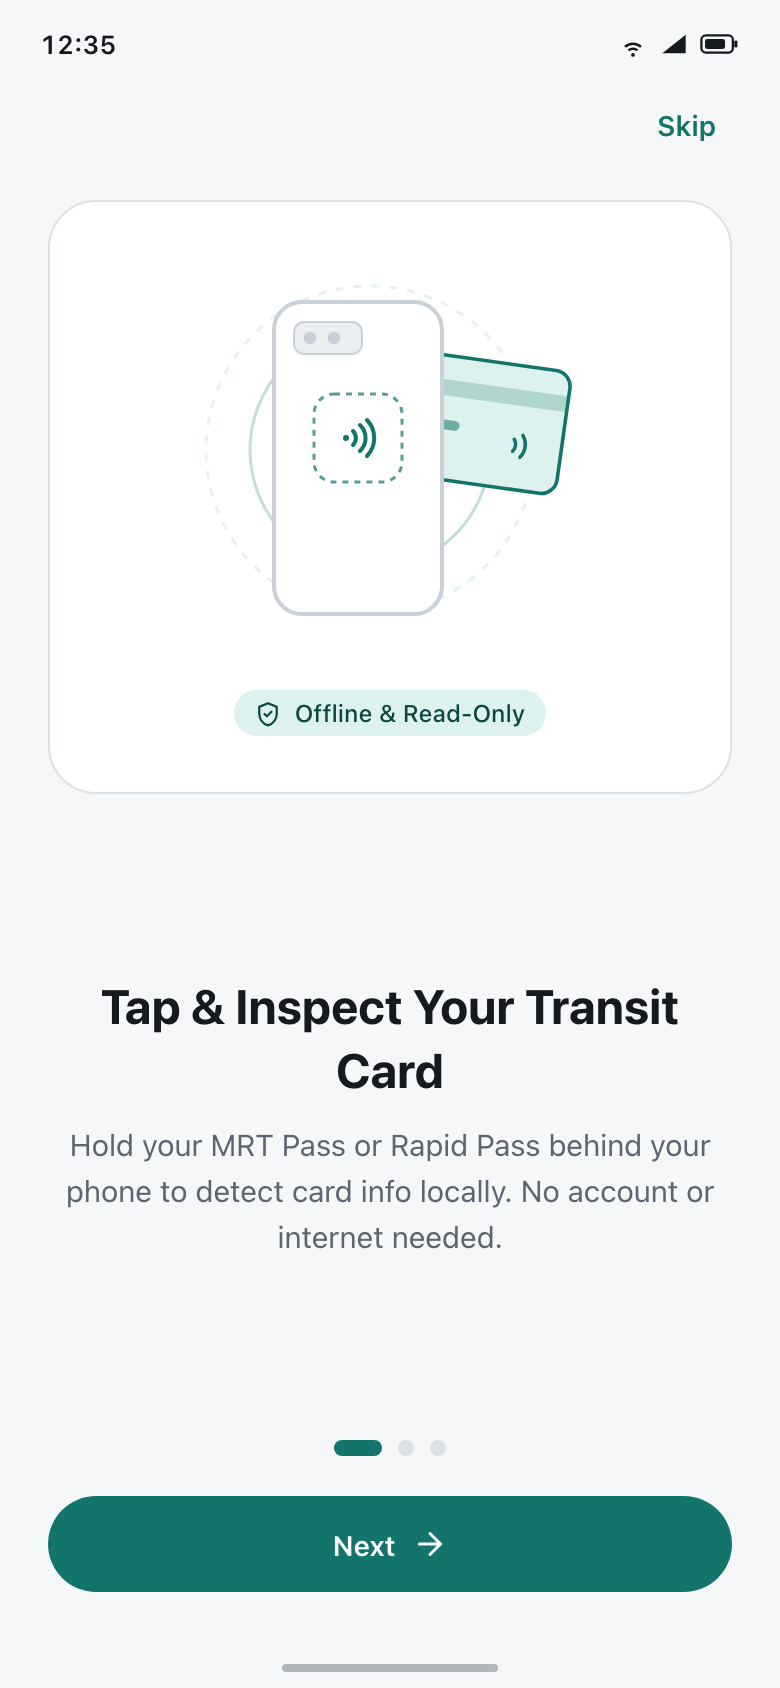 12:35
Skip
Offline & Read-Only
Tap & Inspect Your Transit
Card
Hold your MRT Pass or Rapid Pass behind your
phone to detect card info locally. No account or
internet needed.
Next